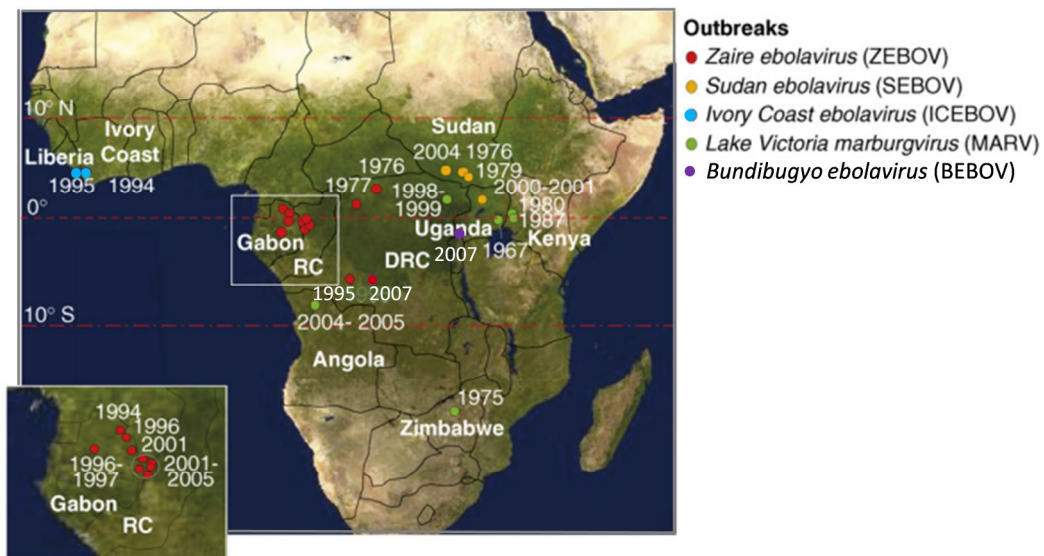 Outbreaks
Zaire ebolavirus (ZEBOV)
Sudan ebolavirus (SEBOV)
Ivory Coast ebolavirus (ICEBOV)
Lake Victoria marburgvirus (MARV)
Bundibugyo ebolavirus (BEBOV)
10° N
Ivory
Coast
Liberia
1995 1994
Sudan
2004 1976
1976
1979
1977
1998-
1999
2000-2001
1980
1987
0°
Uganda
Kenya
Gabon
2007
1967
DRC
RC
1995
2007
10° S
2004- 2005
Angola
1975
Zimbabwe
1994
1996
2001
1996-
1997
2001-
2005
Gabon
RC